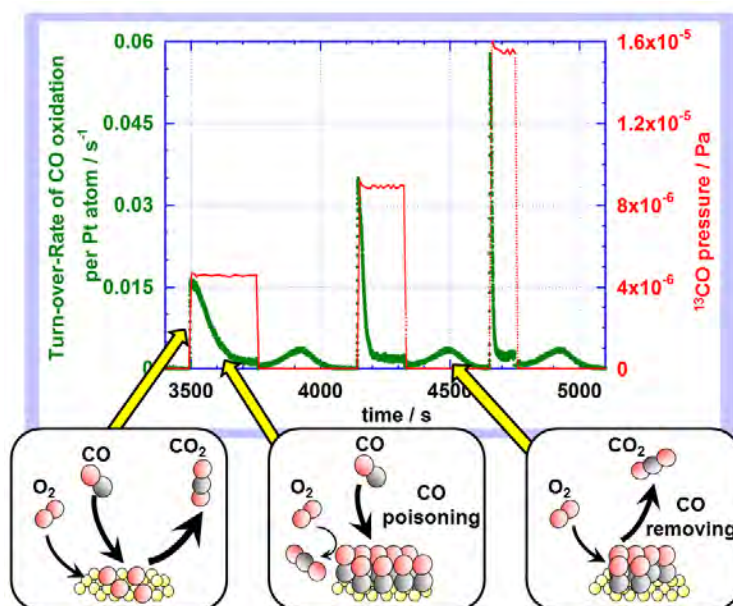 Turn-over-Rate of CO oxidation
per Pt atom / s⁻¹
0.06
0.045
0.03
0.015
0
1.6x10⁻⁵
1.2x10⁻⁵
8x10⁻⁶
4x10⁻⁶
0
¹³CO pressure / Pa
3500
4000
4500
5000
time / s
CO
CO₂
O₂
CO
O₂
CO
poisoning
CO₂
O₂
CO
removing